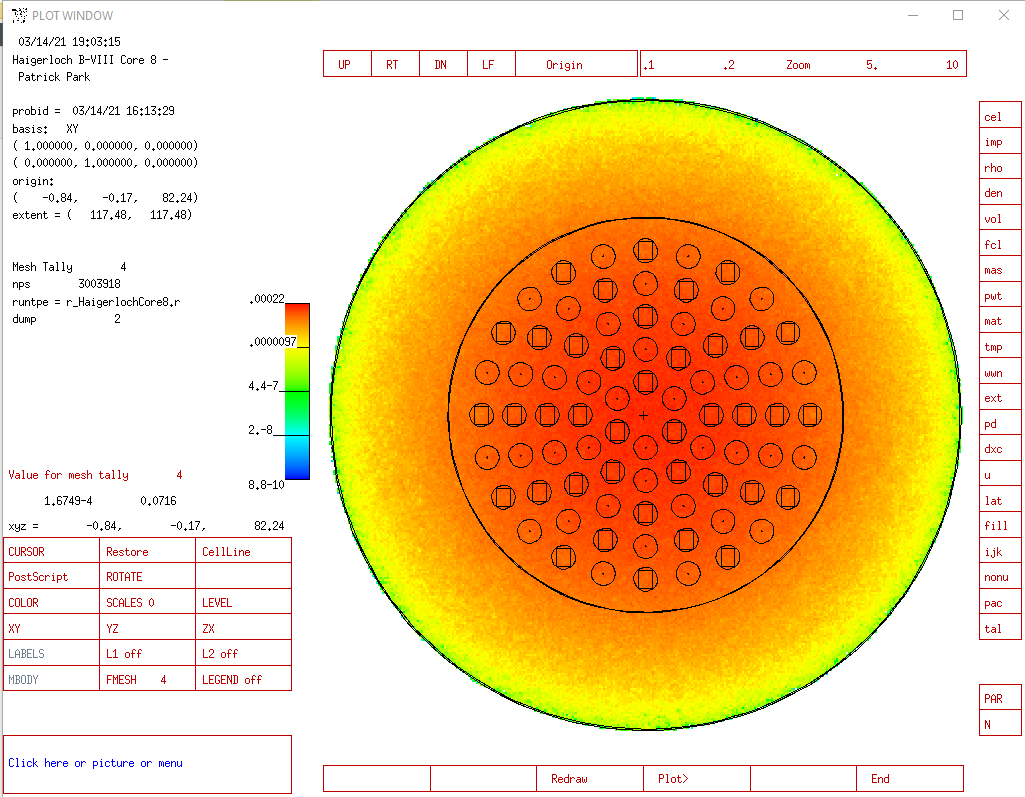 PLOT WINDOW
03/14/21 19:03:15
Haigerloch B-VIII Core 8 -
Patrick Park
probid = 03/14/21 16:13:29
basis: XY
( 1.000000, 0.000000, 0.000000)
( 0.000000, 1.000000, 0.000000)
origin:
( -0.84, -0.17, 82.24)
extent = ( 117.48, 117.48)
Mesh Tally 4
nps 3003918
runtpe = r_HaigerlochCore8.r
dump 2
.00022
.0000097
4.4-7
2.-8
8.8-10
Value for mesh tally 4
1.6749-4 0.0716
xyz = -0.84, -0.17, 82.24
CURSOR Restore CellLine
PostScript ROTATE
COLOR SCALES 0 LEVEL
XY YZ ZX
LABELS L1 off L2 off
MBODY FMESH 4 LEGEND off
Click here or picture or menu
UP RT DN LF Origin .1 .2 Zoom 5. 10
cel
imp
rho
den
vol
fcl
mas
pwt
mat
tmp
wwn
ext
pd
dxc
u
lat
fill
ijk
nonu
pac
tal
PAR
N
Redraw Plot> End